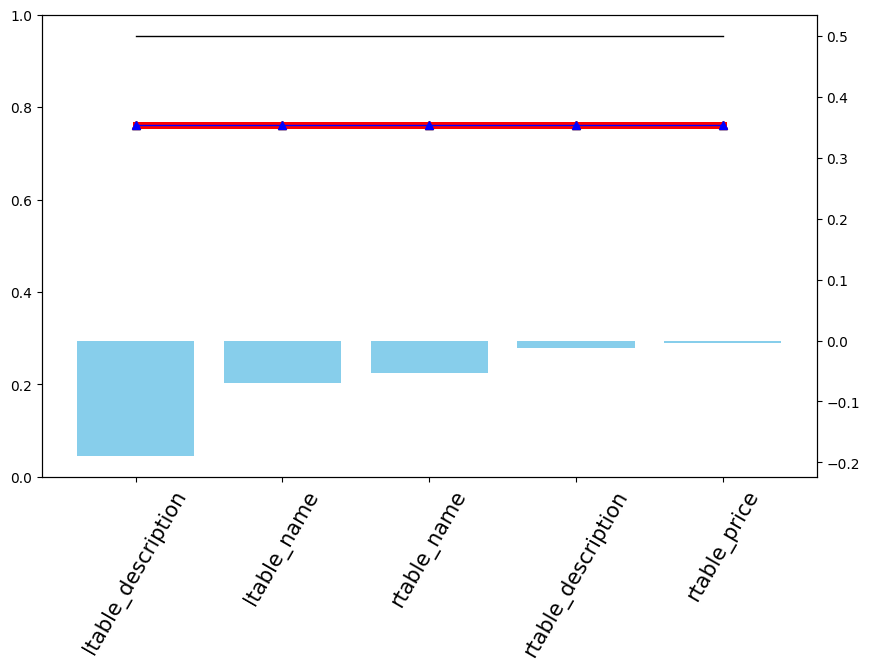 1.0
0.8
0.6
0.4
0.2
0.0
0.5
0.4
0.3
0.2
0.1
0.0
−0.1
−0.2
ltable_description
ltable_name
rtable_name
rtable_description
rtable_price